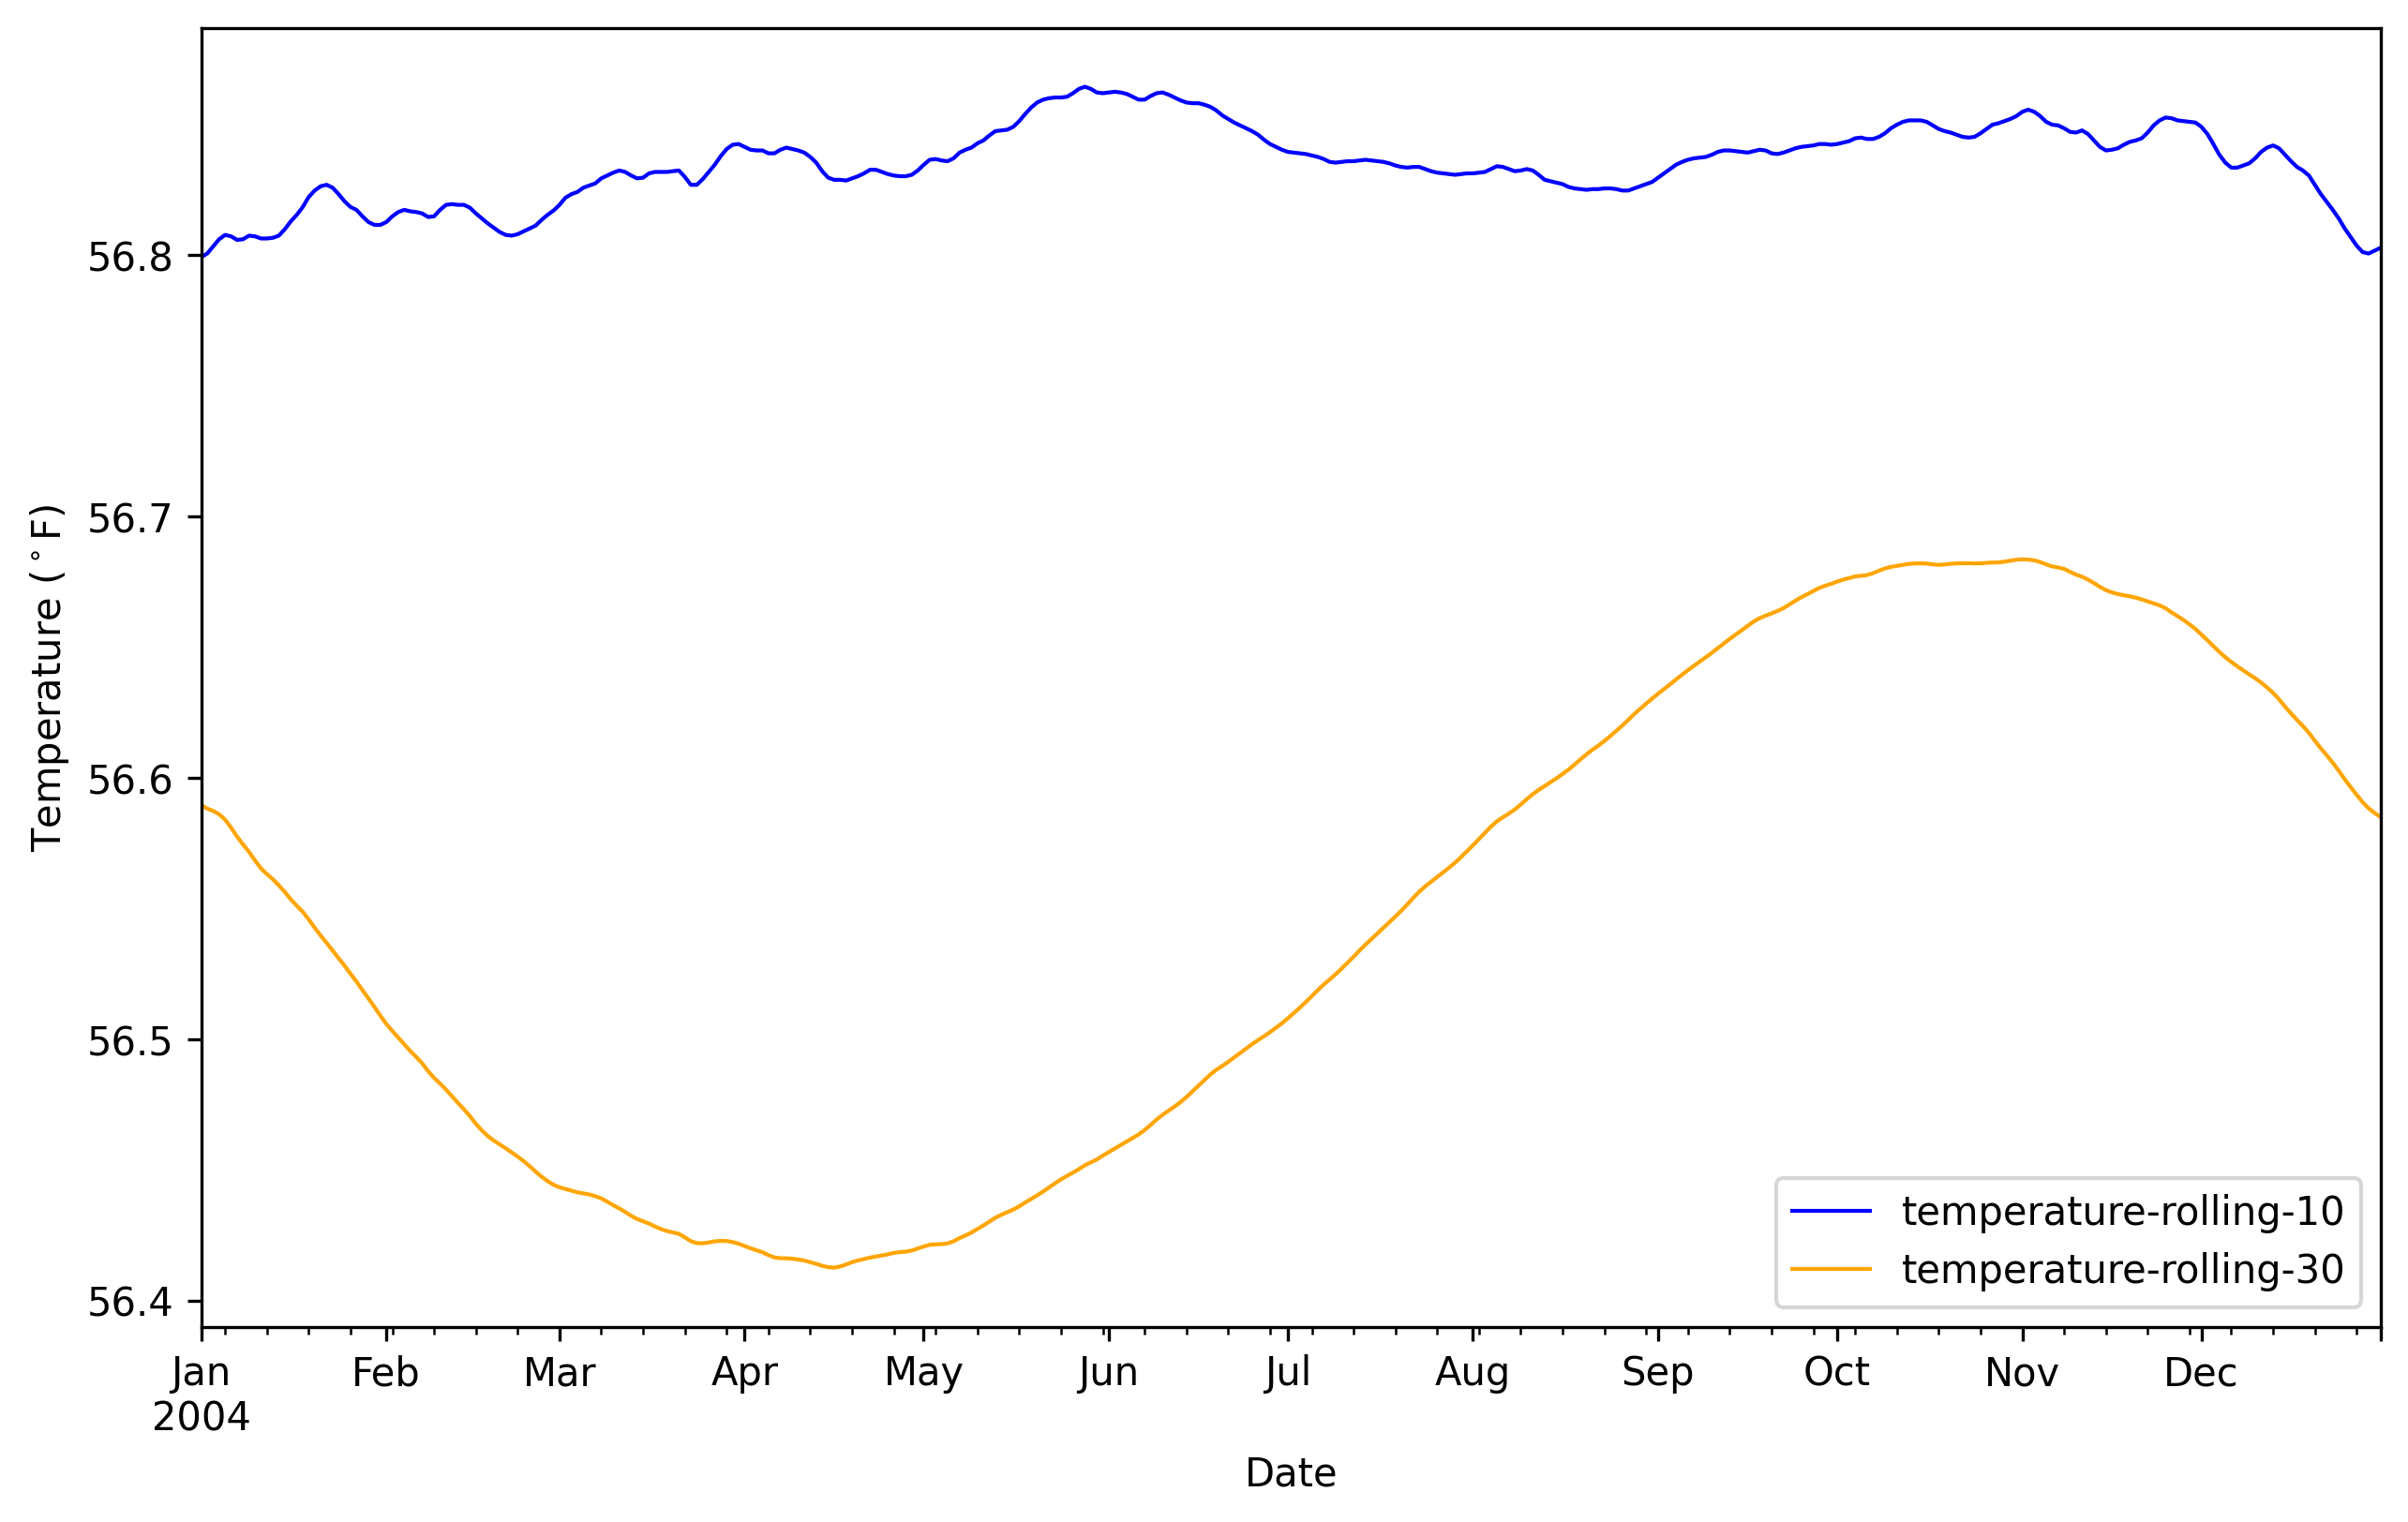 Temperature (°F)
56.8
56.7
56.6
56.5
56.4
Jan Feb Mar Apr May Jun Jul Aug Sep Oct Nov Dec
2004
Date
temperature-rolling-10
temperature-rolling-30